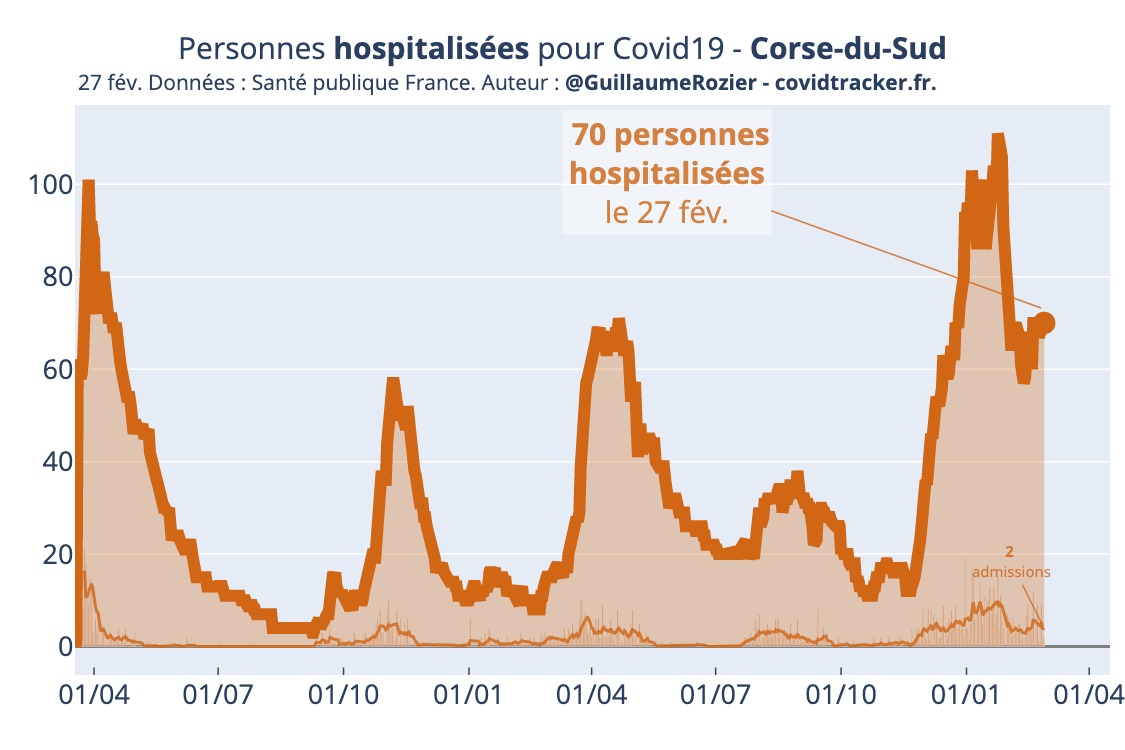 Personnes hospitalisées pour Covid19 - Corse-du-Sud
27 fév. Données : Santé publique France. Auteur : @GuillaumeRozier - covidtracker.fr.
70 personnes
hospitalisées
le 27 fév.
100
80
60
40
20
0
2
admissions
01/04 01/07 01/10 01/01 01/04 01/07 01/10 01/01 01/04